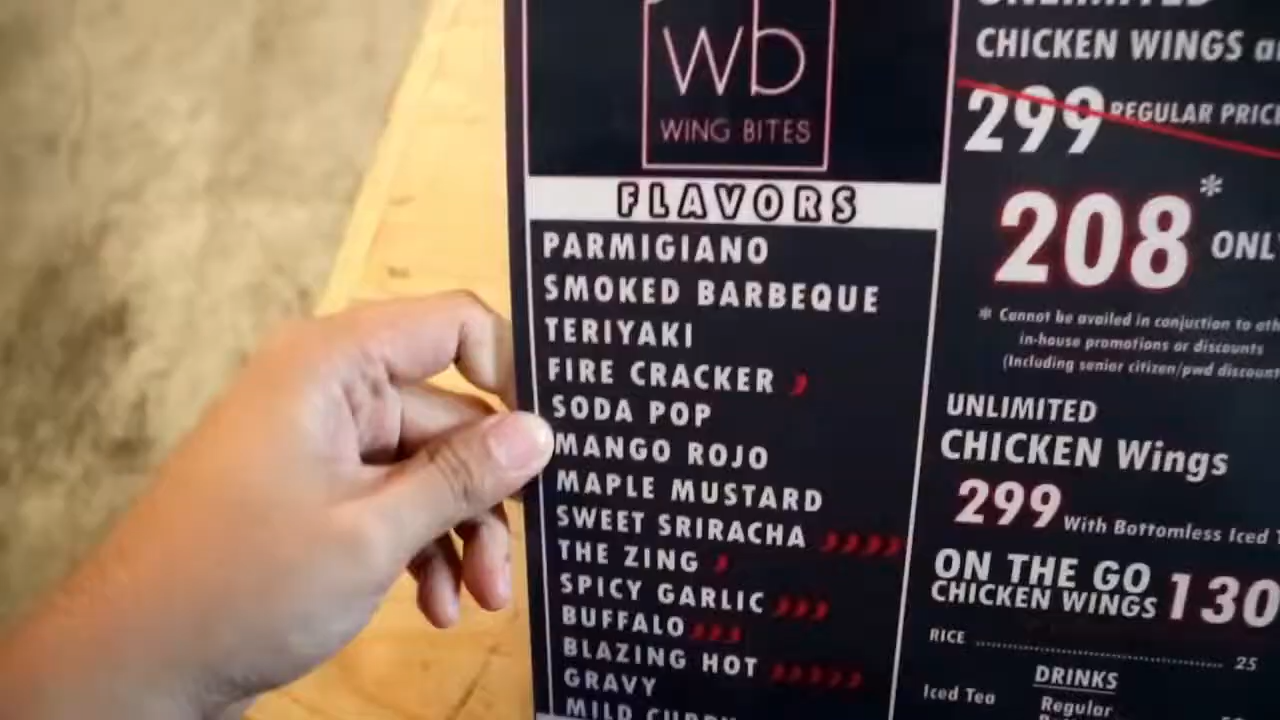 wb
WING BITES
FLAVORS
PARMIGIANO
SMOKED BARBEQUE
TERIYAKI
FIRE CRACKER
SODA POP
MANGO ROJO
MAPLE MUSTARD
SWEET SRIRACHA
THE ZING
SPICY GARLIC
BUFFALO
BLAZING HOT
GRAVY
MILD
UNLIMITED
CHICKEN WINGS
299 REGULAR
208*
* Cannot be availed in conjuction to
in-house promotions or discounts
(Including senior citizen/pwd
UNLIMITED
CHICKEN Wings
299 With Bottomless Iced
ON THE GO
CHICKEN WINGS 130
RICE 25
DRINKS
Iced Tea
Regular